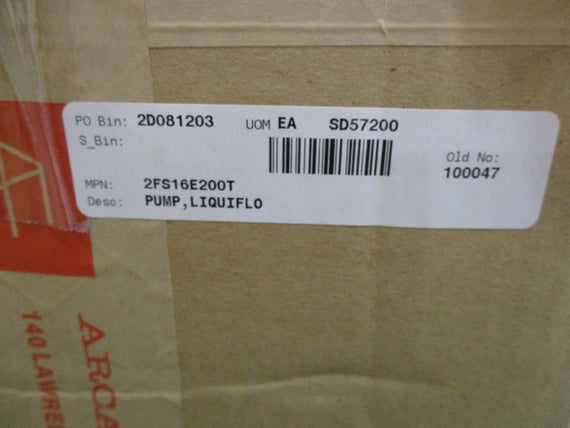 PO Bin: 2D081203 UOM EA SD57200
S_Bin:
Old No:
100047
MPN: 2FS16E200T
Desc: PUMP,LIQUIFLO
ARCA
140 LAWRE